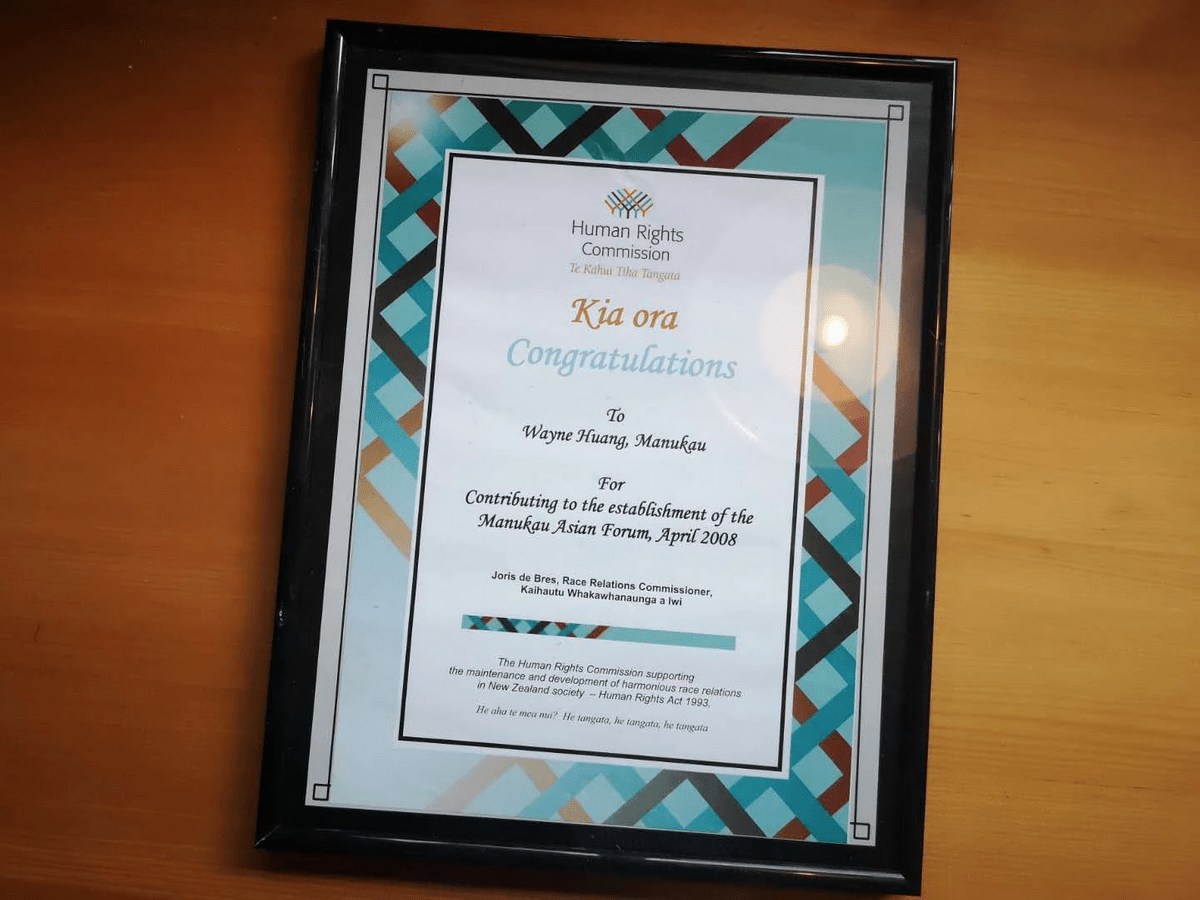 Human Rights
Commission
Te Kāhui Tika Tangata
Kia ora
Congratulations
To
Wayne Huang, Manukau
For
Contributing to the establishment of the
Manukau Asian Forum, April 2008
Joris de Bres, Race Relations Commissioner,
Kaihautu Whakawhanaunga a Iwi
The Human Rights Commission supporting
the maintenance and development of harmonious race relations
in New Zealand society – Human Rights Act 1993.
He aha te mea nui? He tangata, he tangata, he tangata